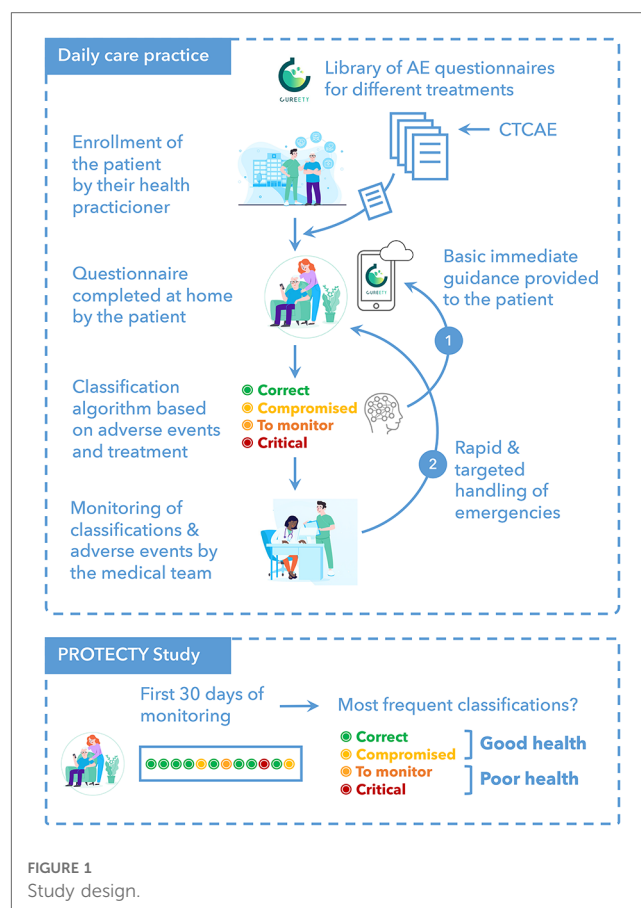 Daily care practice
CUREETY
Library of AE questionnaires
for different treatments
CTCAE
Enrollment of
the patient
by their health
practicioner
Questionnaire
completed at home
by the patient
CUREETY
Basic immediate
guidance provided
to the patient
1
Classification
algorithm based
on adverse events
and treatment
Correct
Compromised
To monitor
Critical
2
Rapid &
targeted
handling of
emergencies
Monitoring of
classifications &
adverse events by
the medical team
PROTECTY Study
First 30 days of
monitoring
Most frequent classifications?
Correct
Compromised
To monitor
Critical
Good health
Poor health
FIGURE 1
Study design.